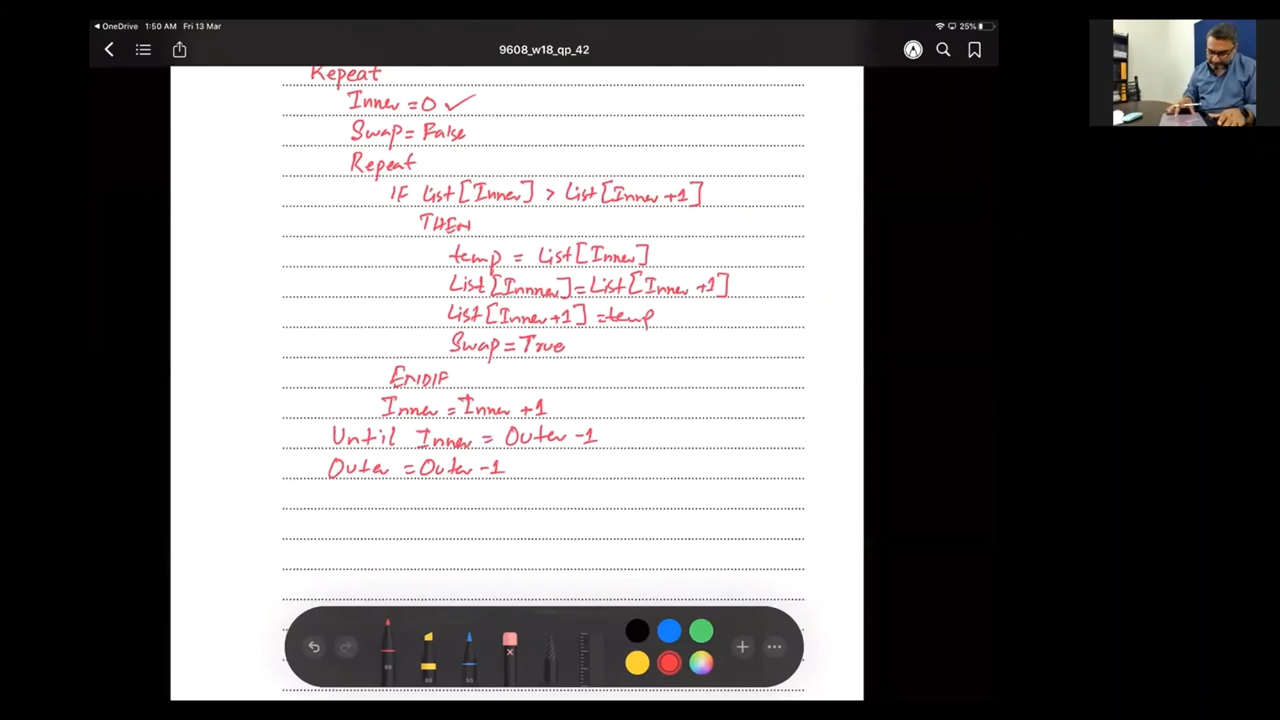 OneDrive 1:50 AM Fri 13 Mar 25%
9608_w18_qp_42
Repeat
Inner = 0 ✓
Swap = False
Repeat
IF List[Inner] > List[Inner +1]
THEN
temp = List[Inner]
List[Innner] = List[Inner +1]
List[Inner+1] = temp
Swap = True
ENDIF
Inner = Inner +1
Until Inner = Outer -1
Outer = Outer -1